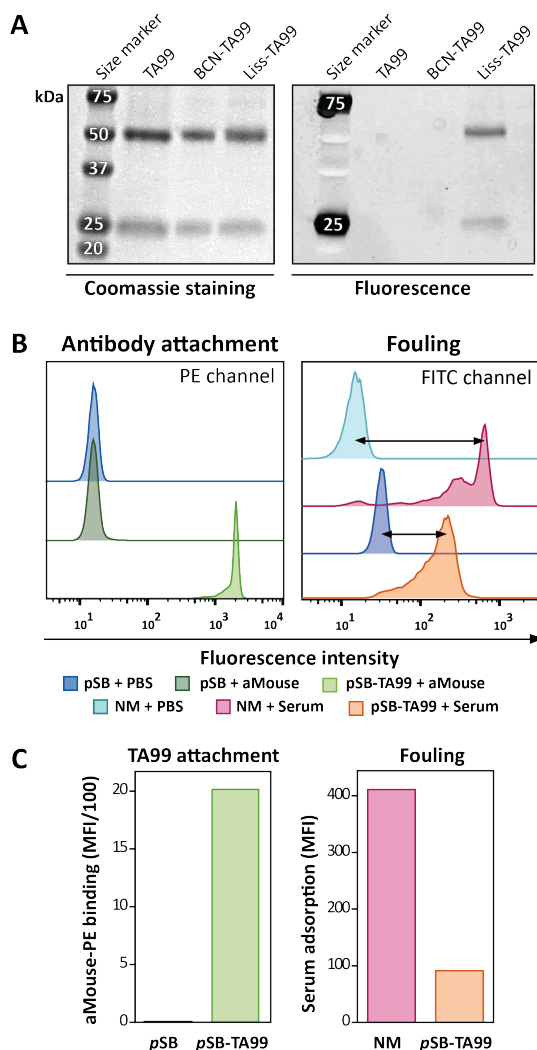 A
Size marker
TA99
BCN-TA99
Liss-TA99
Size marker
TA99
BCN-TA99
Liss-TA99
kDa
75
50
37
25
20
75
25
Coomassie staining
Fluorescence
B
Antibody attachment
Fouling
PE channel
FITC channel
10¹ 10² 10³ 10⁴
10¹ 10² 10³
Fluorescence intensity
pSB + PBS pSB + aMouse pSB-TA99 + aMouse
NM + PBS NM + Serum pSB-TA99 + Serum
C
TA99 attachment
Fouling
aMouse-PE binding (MFI/100)
20
15
10
5
0
pSB pSB-TA99
Serum adsorption (MFI)
400
300
200
100
0
NM pSB-TA99